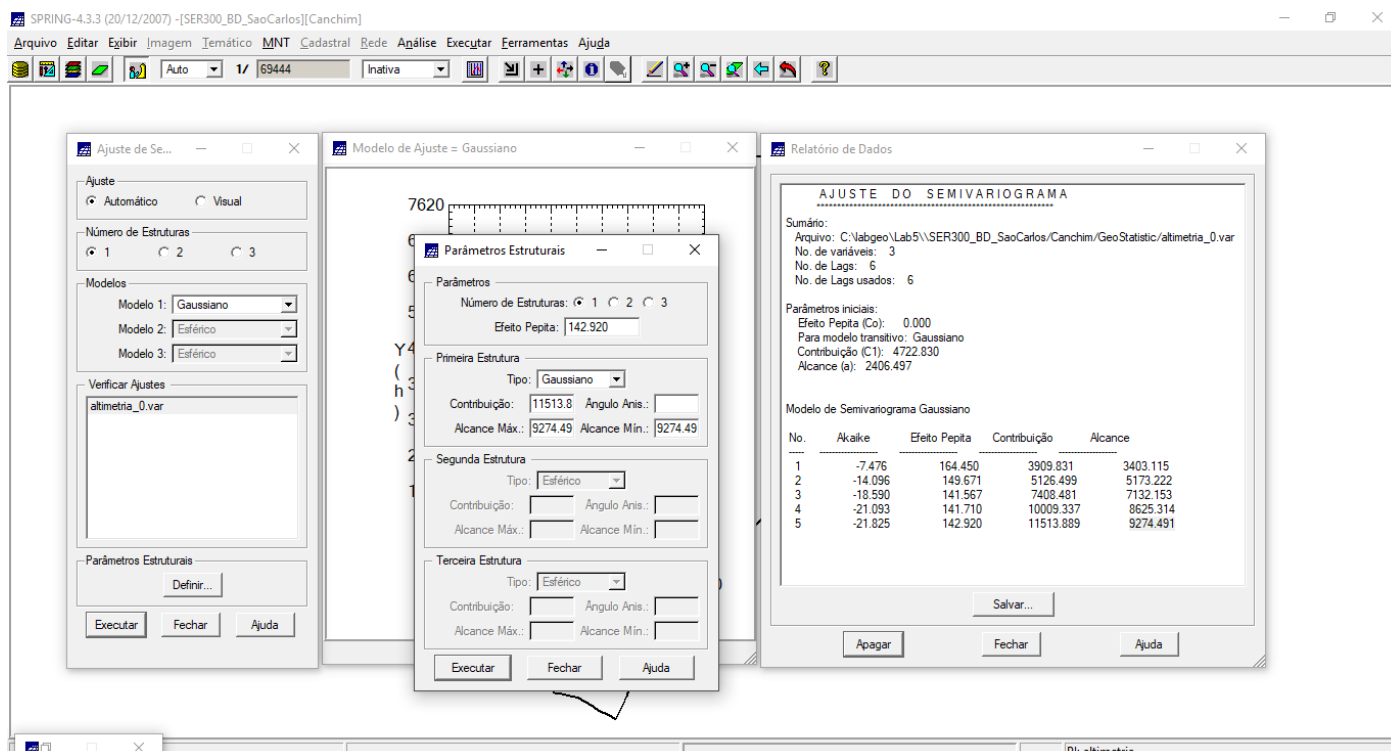 SPRING-4.3.3 (20/12/2007) -[SER300_BD_SaoCarlos][Canchim]
Arquivo Editar Exibir Imagem Temático MNT Cadastral Rede Análise Executar Ferramentas Ajuda
Auto 1/ 69444 Inativa
Ajuste de Se...
Ajuste
Automático Visual
Número de Estruturas
1 2 3
Modelos
Modelo 1: Gaussiano
Modelo 2: Esférico
Modelo 3: Esférico
Verificar Ajustes
altimetria_0.var
Parâmetros Estruturais
Definir...
Executar Fechar Ajuda
Modelo de Ajuste = Gaussiano
7620
6
6
5
Y 4
(
h 3
) 3
2
1
Parâmetros Estruturais
Parâmetros
Número de Estruturas: 1 2 3
Efeito Pepita: 142.920
Primeira Estrutura
Tipo: Gaussiano
Contribuição: 11513.8 Ângulo Anis.:
Alcance Máx.: 9274.49 Alcance Mín.: 9274.49
Segunda Estrutura
Tipo: Esférico
Contribuição: Ângulo Anis.:
Alcance Máx.: Alcance Mín.:
Terceira Estrutura
Tipo: Esférico
Contribuição: Ângulo Anis.:
Alcance Máx.: Alcance Mín.:
Executar Fechar Ajuda
Relatório de Dados
AJUSTE DO SEMIVARIOGRAMA
Sumário:
Arquivo: C:\labgeo\Lab5\\SER300_BD_SaoCarlos/Canchim/GeoStatistic/altimetria_0.var
No. de variáveis: 3
No. de Lags: 6
No. de Lags usados: 6
Parâmetros iniciais:
Efeito Pepita (Co): 0.000
Para modelo transitivo: Gaussiano
Contribuição (C1): 4722.830
Alcance (a): 2406.497
Modelo de Semivariograma Gaussiano
No. Akaike Efeito Pepita Contribuição Alcance
1 -7.476 164.450 3909.831 3403.115
2 -14.096 149.671 5126.499 5173.222
3 -18.590 141.567 7408.481 7132.153
4 -21.093 141.710 10009.337 8625.314
5 -21.825 142.920 11513.889 9274.491
Salvar...
Apagar Fechar Ajuda